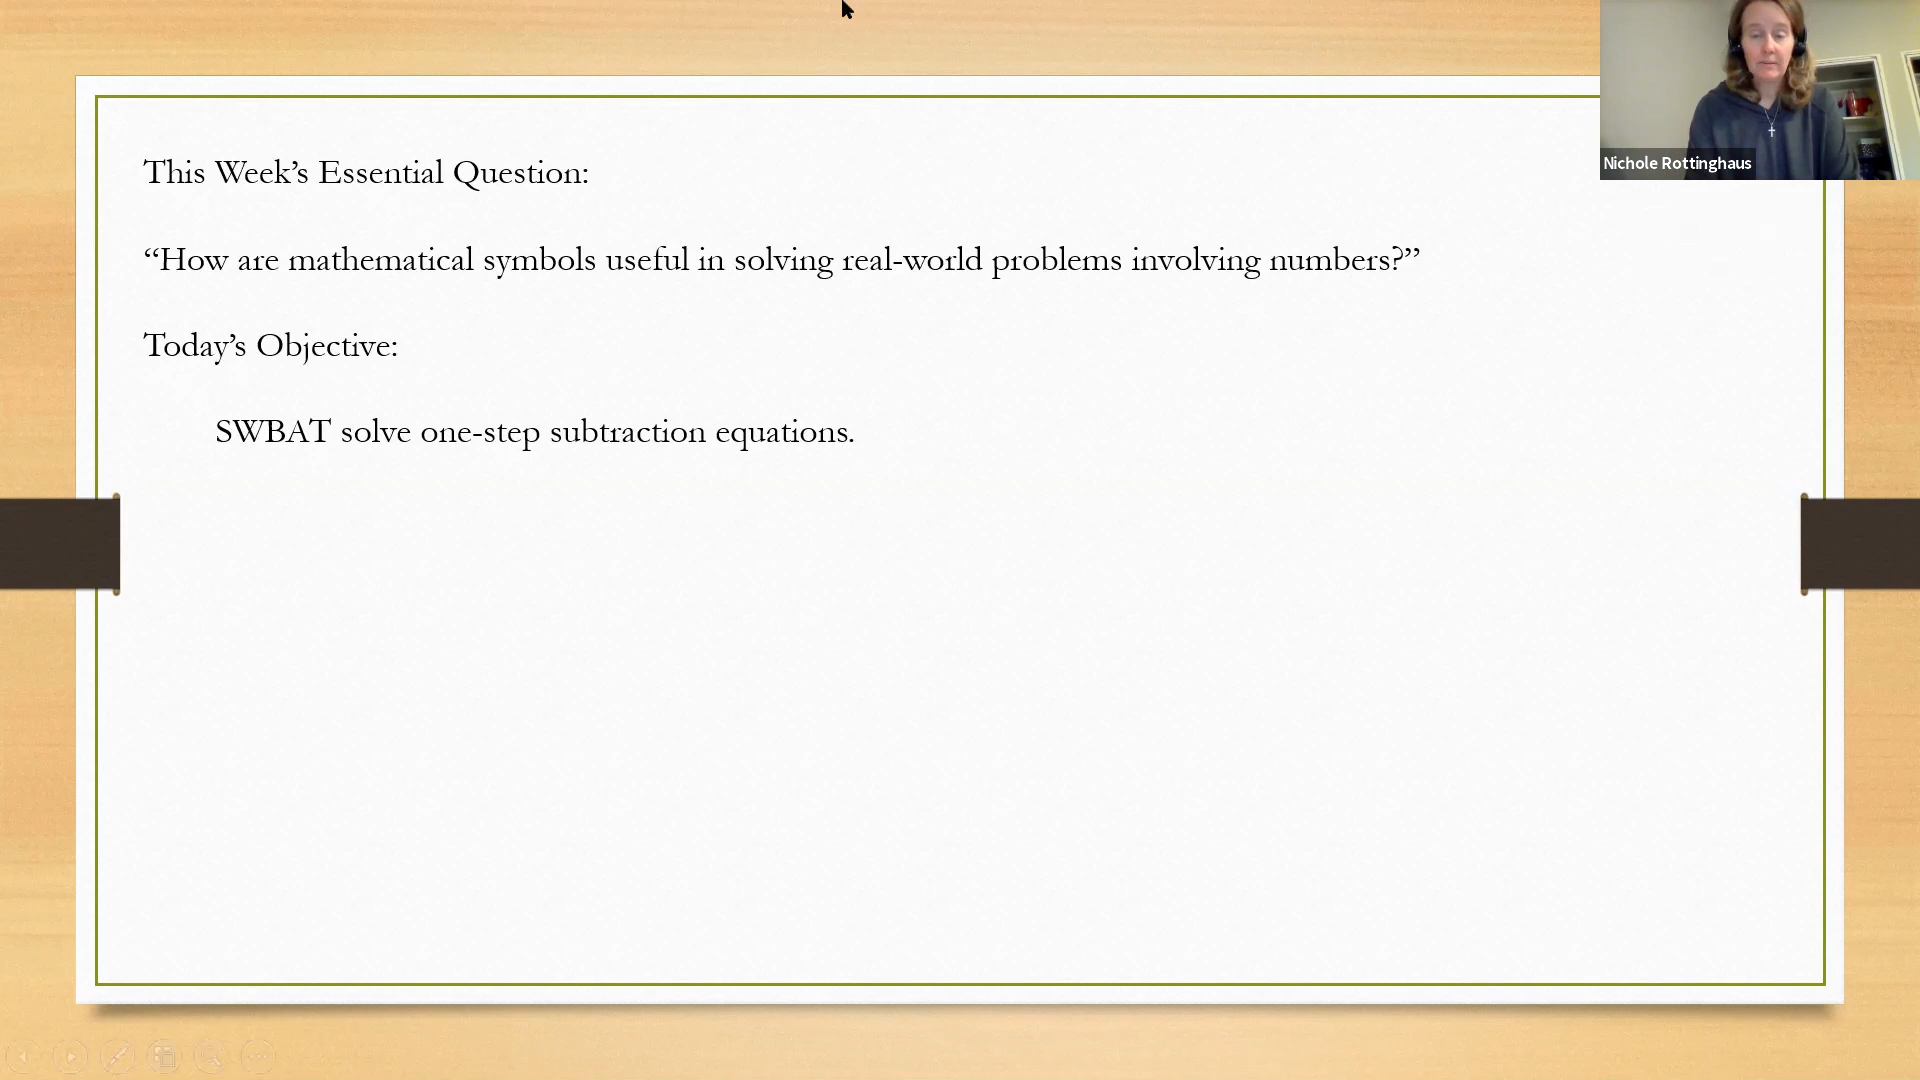 This Week’s Essential Question:
“How are mathematical symbols useful in solving real-world problems involving numbers?”
Today’s Objective:
SWBAT solve one-step subtraction equations.
Nichole Rottinghaus